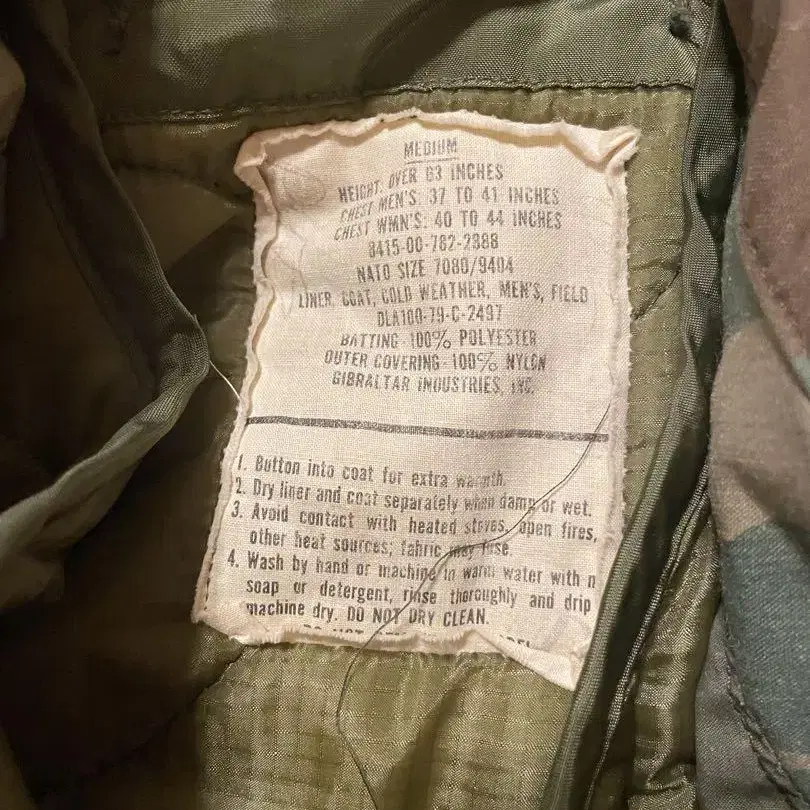 MEDIUM
HEIGHT: OVER 63 INCHES
CHEST MEN'S: 37 TO 41 INCHES
CHEST WMN'S: 40 TO 44 INCHES
8415-00-782-2888
NATO SIZE 7080/9404
LINER, COAT, COLD WEATHER, MEN'S, FIELD
DLA100-79-C-2497
BATTING-100% POLYESTER
OUTER COVERING-100% NYLON
GIBRALTAR INDUSTRIES, INC.
1. Button into coat for extra warmth.
2. Dry liner and coat separately when damp or wet.
3. Avoid contact with heated stoves, open fires,
other heat sources; fabric may fuse.
4. Wash by hand or machine in warm water with n
soap or detergent, rinse thoroughly and drip
machine dry. DO NOT DRY CLEAN.